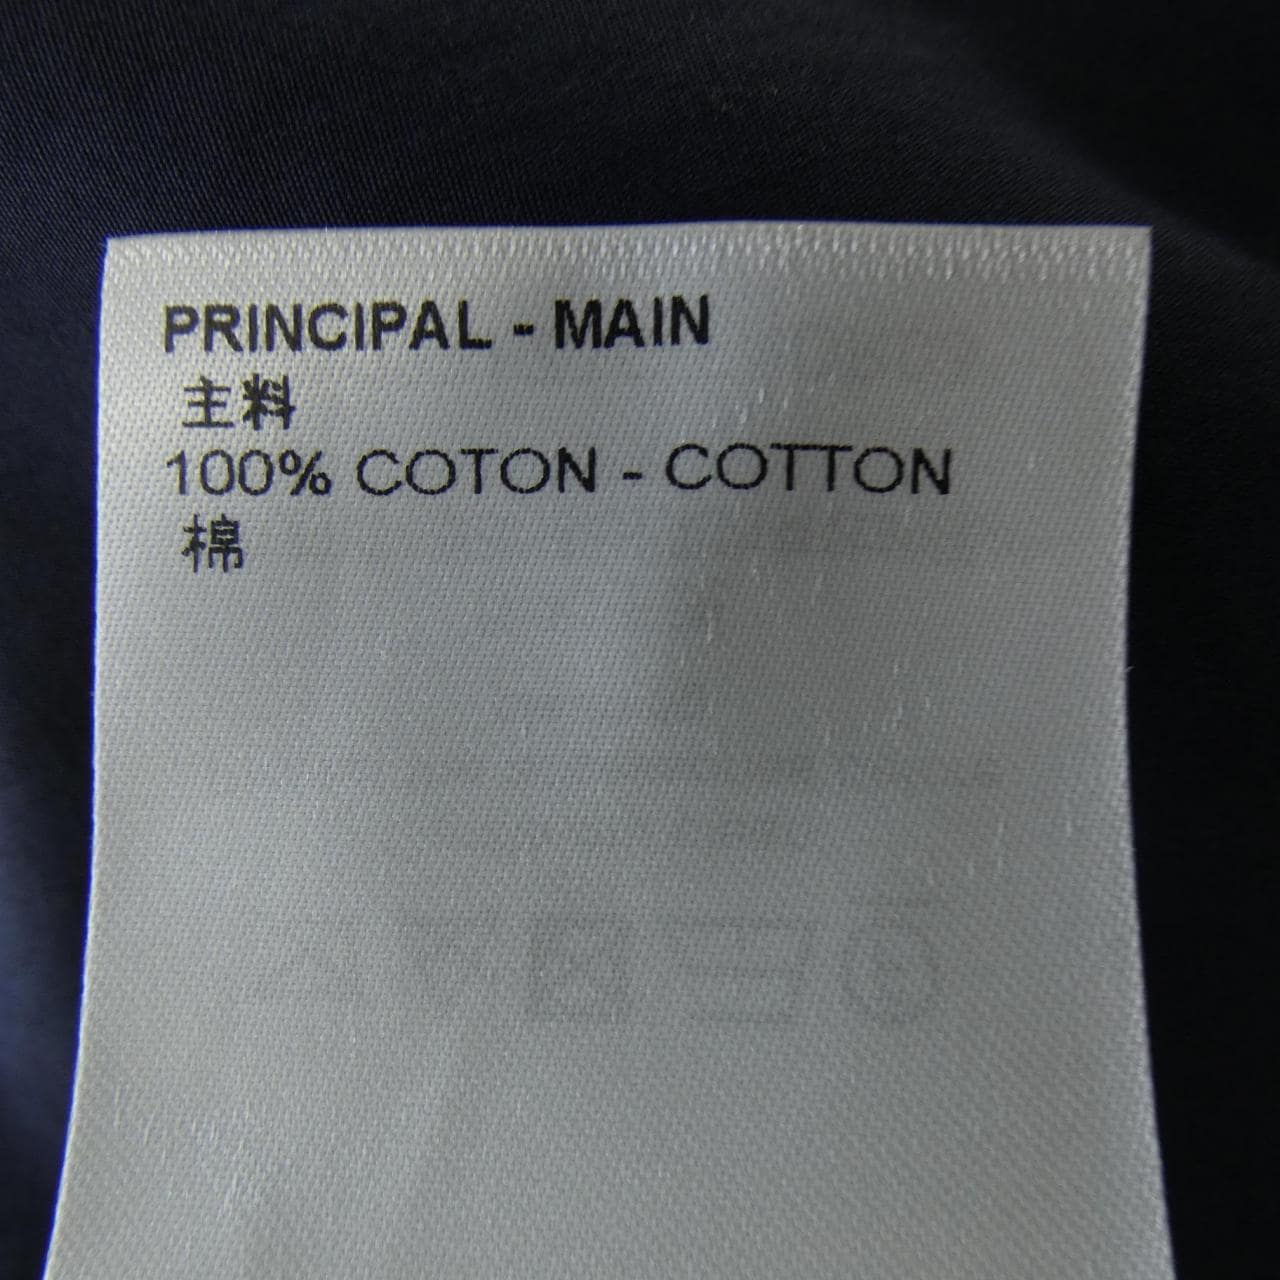 PRINCIPAL - MAIN
主料
100% COTON - COTTON
棉